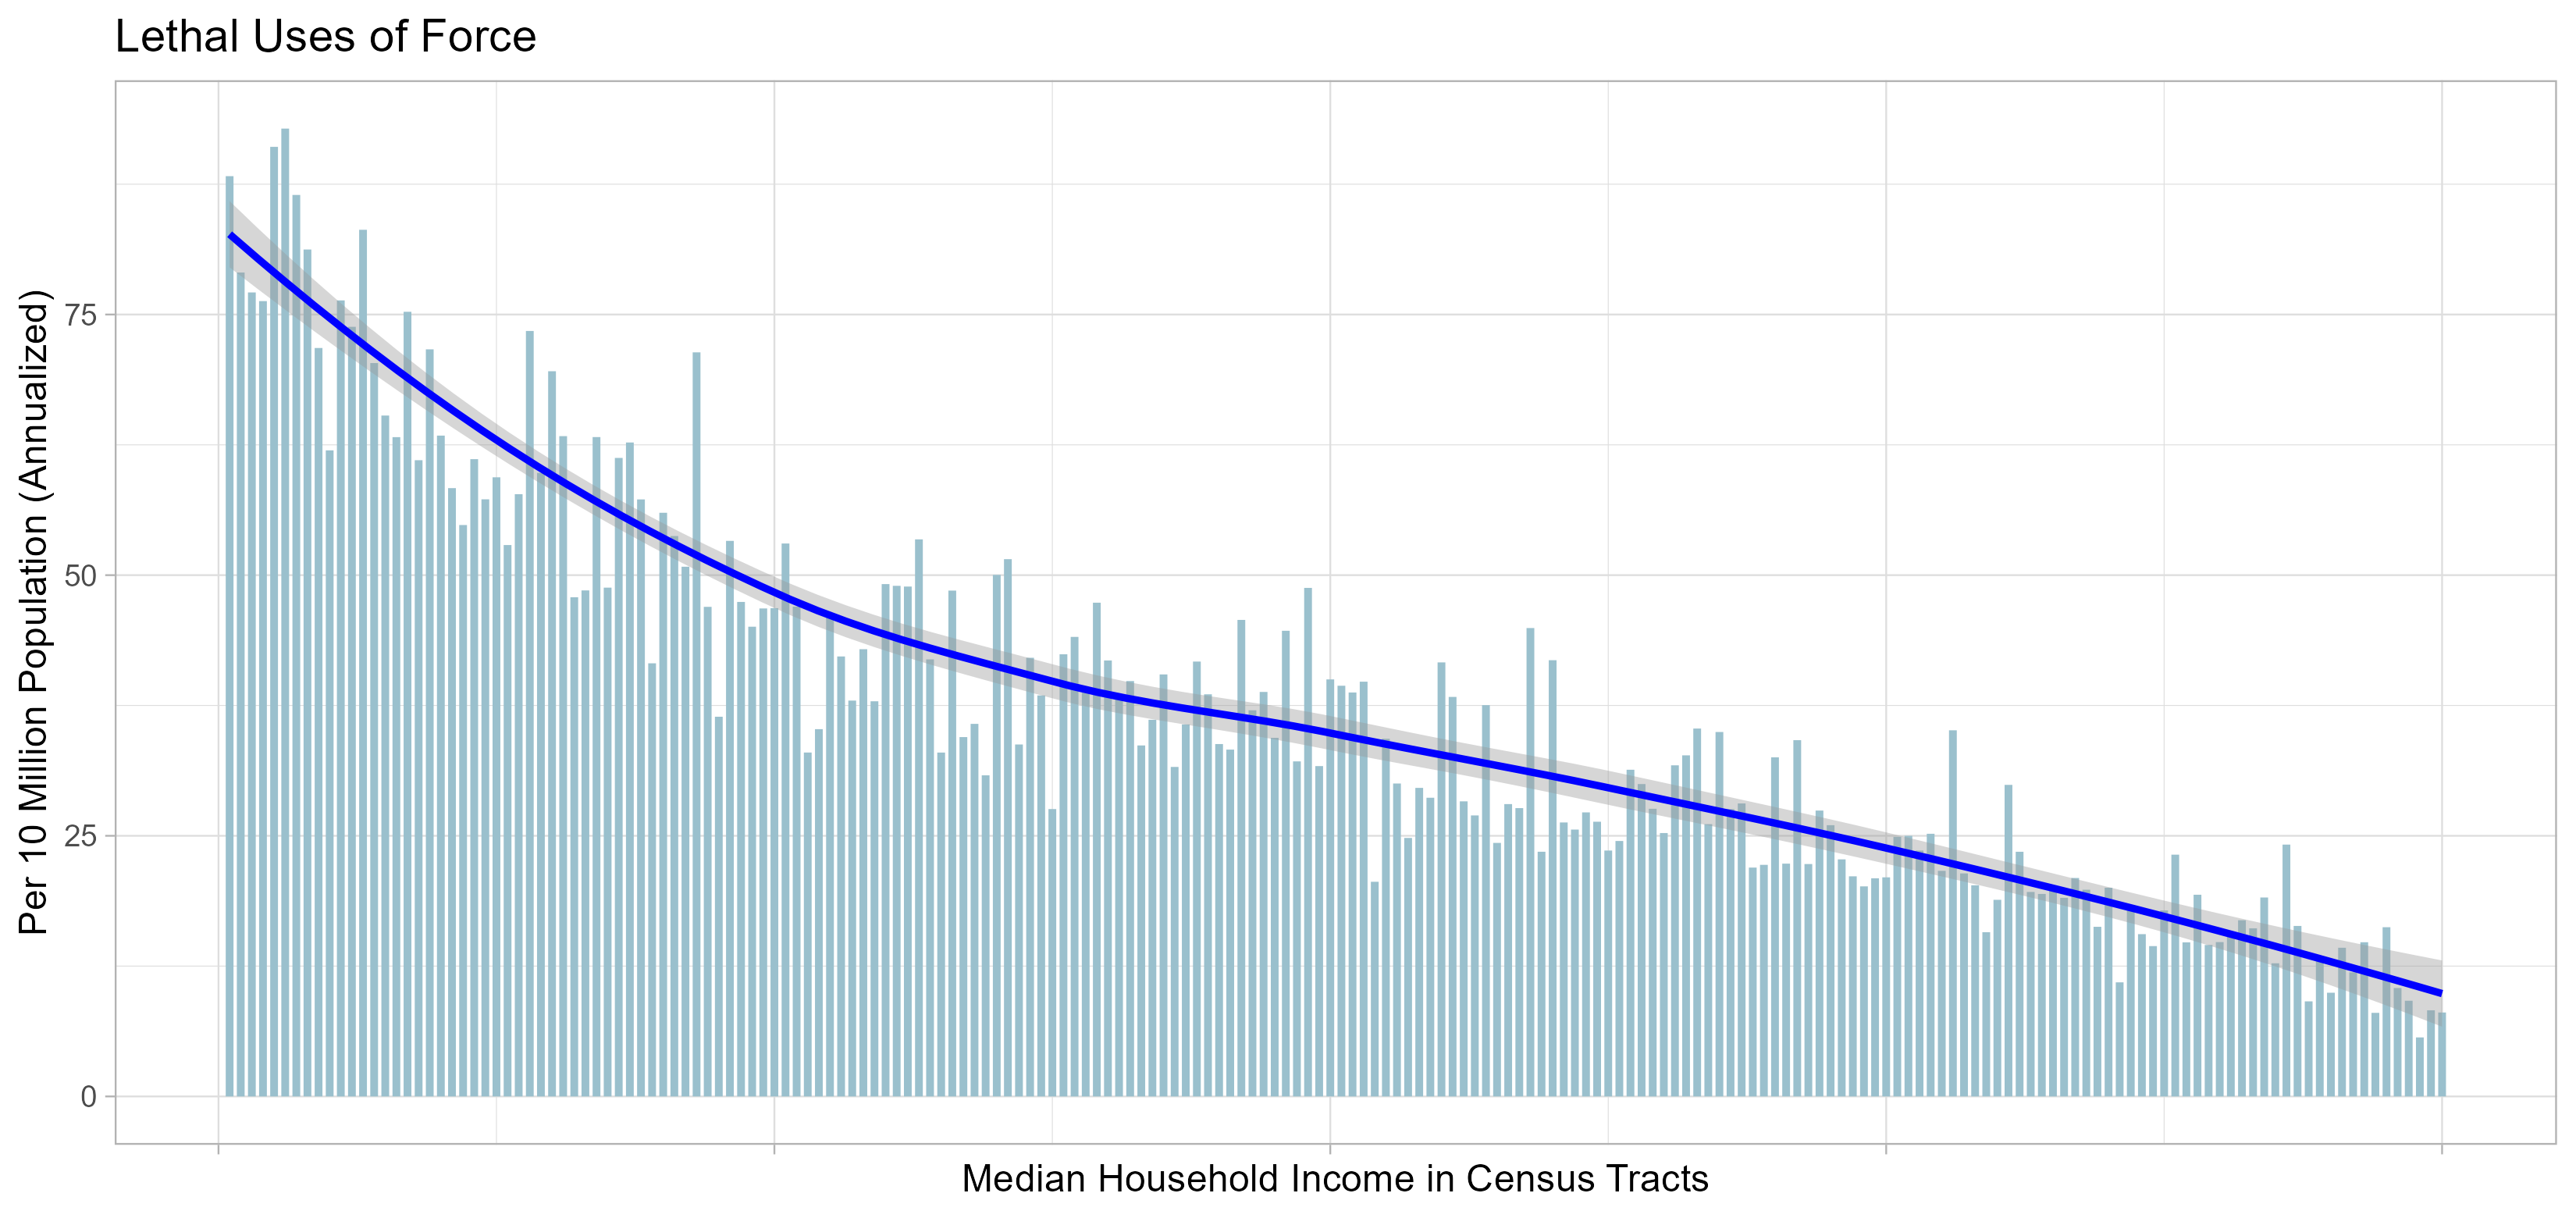 Lethal Uses of Force
Per 10 Million Population (Annualized)
75
50
25
0
Median Household Income in Census Tracts